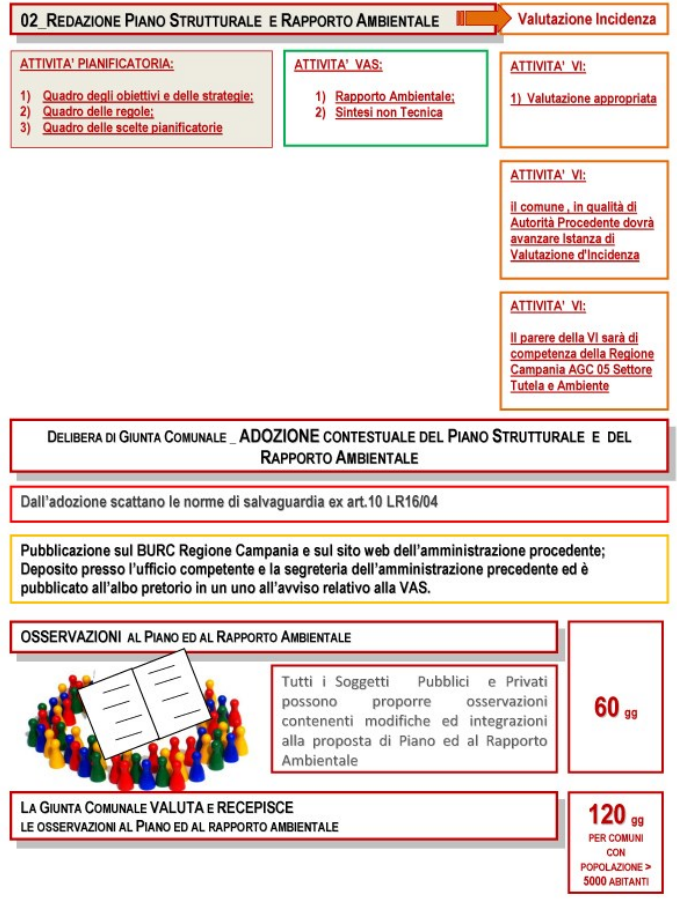 02_REDAZIONE PIANO STRUTTURALE E RAPPORTO AMBIENTALE
Valutazione Incidenza
ATTIVITA' PIANIFICATORIA:
1) Quadro degli obiettivi e delle strategie;
2) Quadro delle regole;
3) Quadro delle scelte pianificatorie
ATTIVITA' VAS:
1) Rapporto Ambientale;
2) Sintesi non Tecnica
ATTIVITA' VI:
1) Valutazione appropriata
ATTIVITA' VI:
il comune , in qualità di
Autorità Procedente dovrà
avanzare Istanza di
Valutazione d'Incidenza
ATTIVITA' VI:
Il parere della VI sarà di
competenza della Regione
Campania AGC 05 Settore
Tutela e Ambiente
DELIBERA DI GIUNTA COMUNALE _ ADOZIONE CONTESTUALE DEL PIANO STRUTTURALE E DEL
RAPPORTO AMBIENTALE
Dall'adozione scattano le norme di salvaguardia ex art.10 LR16/04
Pubblicazione sul BURC Regione Campania e sul sito web dell'amministrazione procedente;
Deposito presso l'ufficio competente e la segreteria dell'amministrazione precedente ed è
pubblicato all'albo pretorio in un uno all'avviso relativo alla VAS.
OSSERVAZIONI AL PIANO ED AL RAPPORTO AMBIENTALE
Tutti i Soggetti Pubblici e Privati
possono proporre osservazioni
contenenti modifiche ed integrazioni
alla proposta di Piano ed al Rapporto
Ambientale
60 gg
LA GIUNTA COMUNALE VALUTA E RECEPISCE
LE OSSERVAZIONI AL PIANO ED AL RAPPORTO AMBIENTALE
120 gg
PER COMUNI
CON
POPOLAZIONE >
5000 ABITANTI